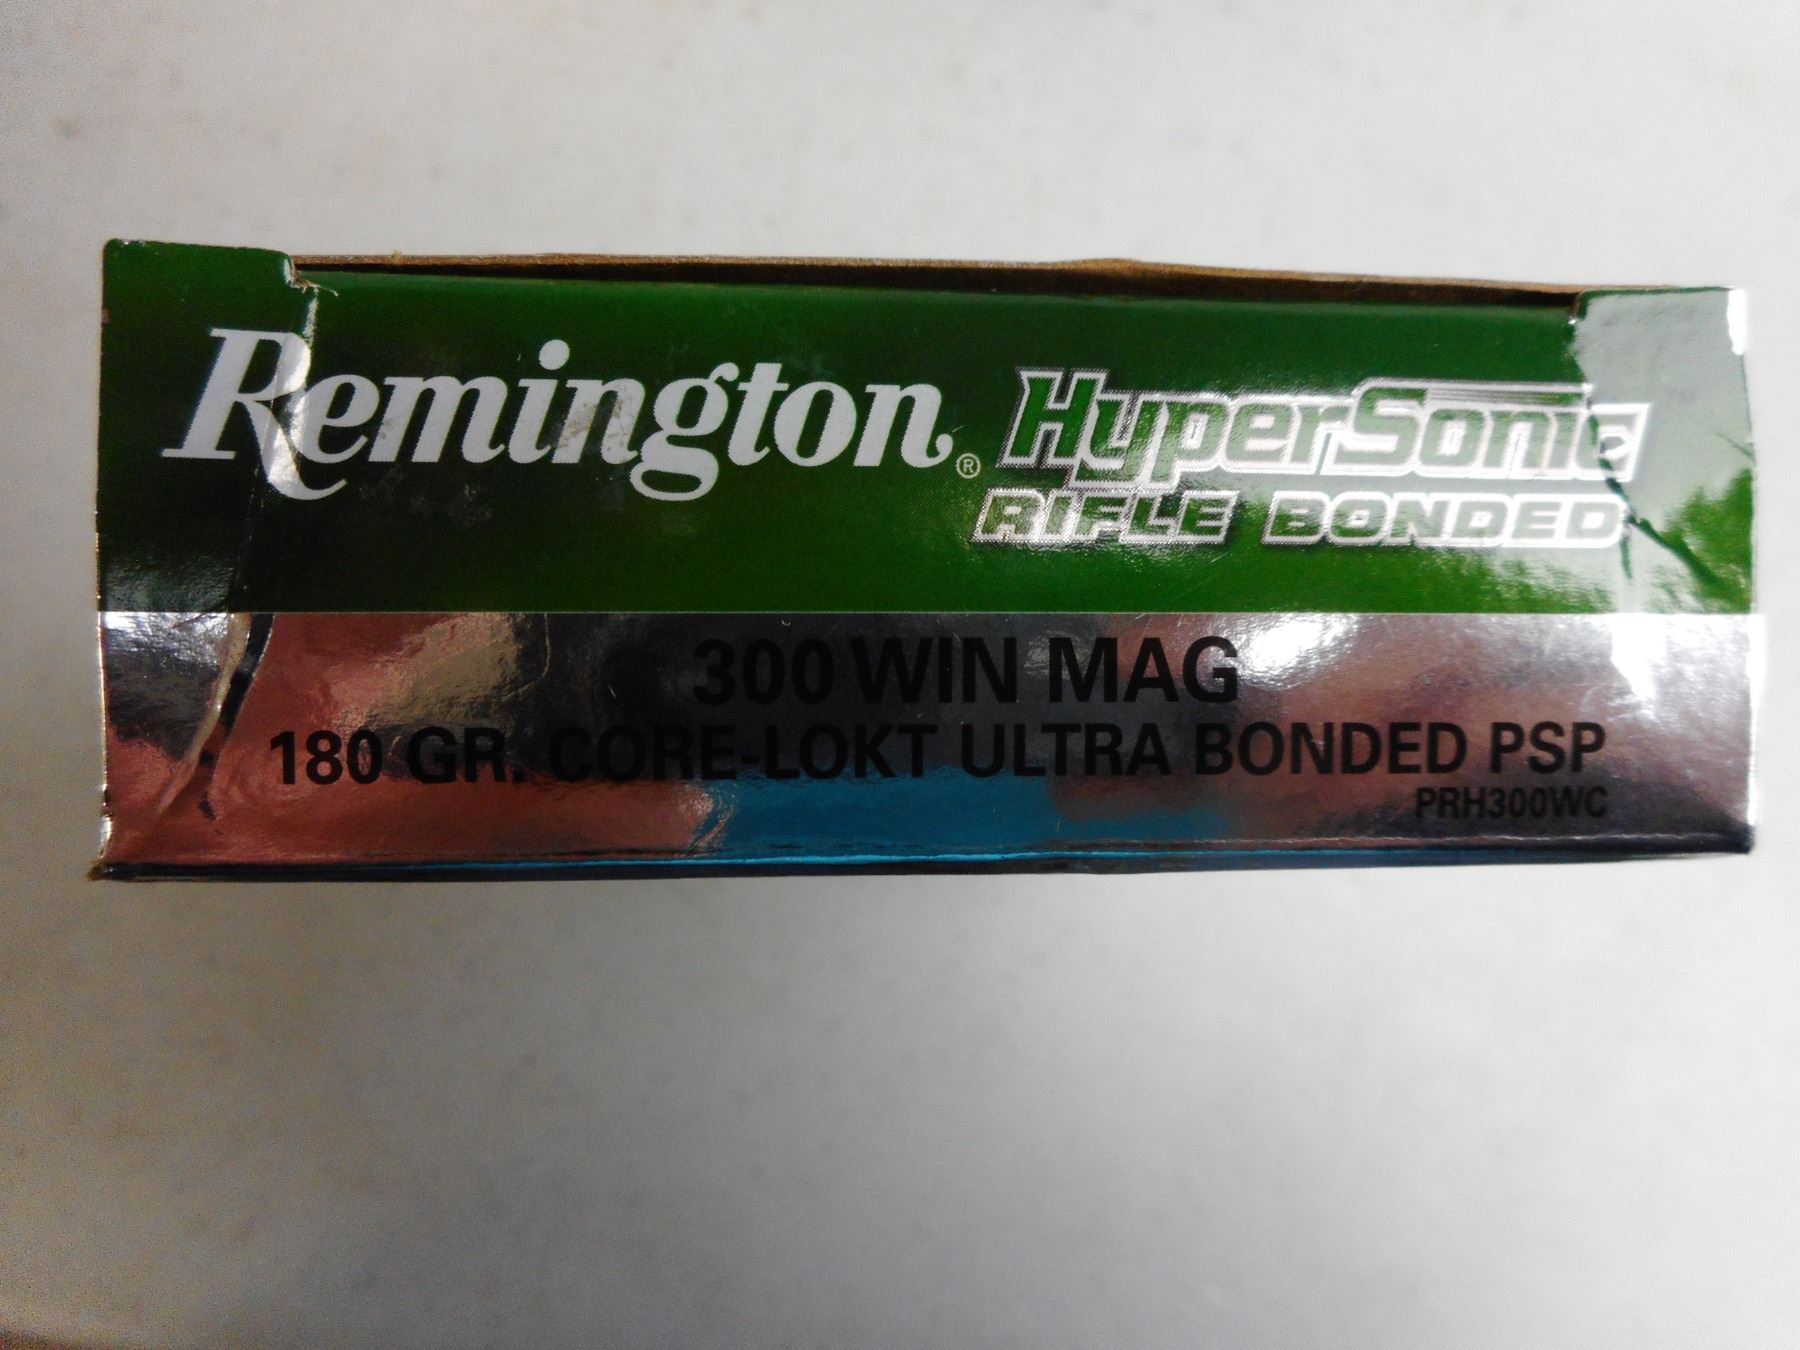 Remington® HyperSonic
RIFLE BONDED
300 WIN MAG
180 GR. CORE-LOKT ULTRA BONDED PSP
PRH300WC